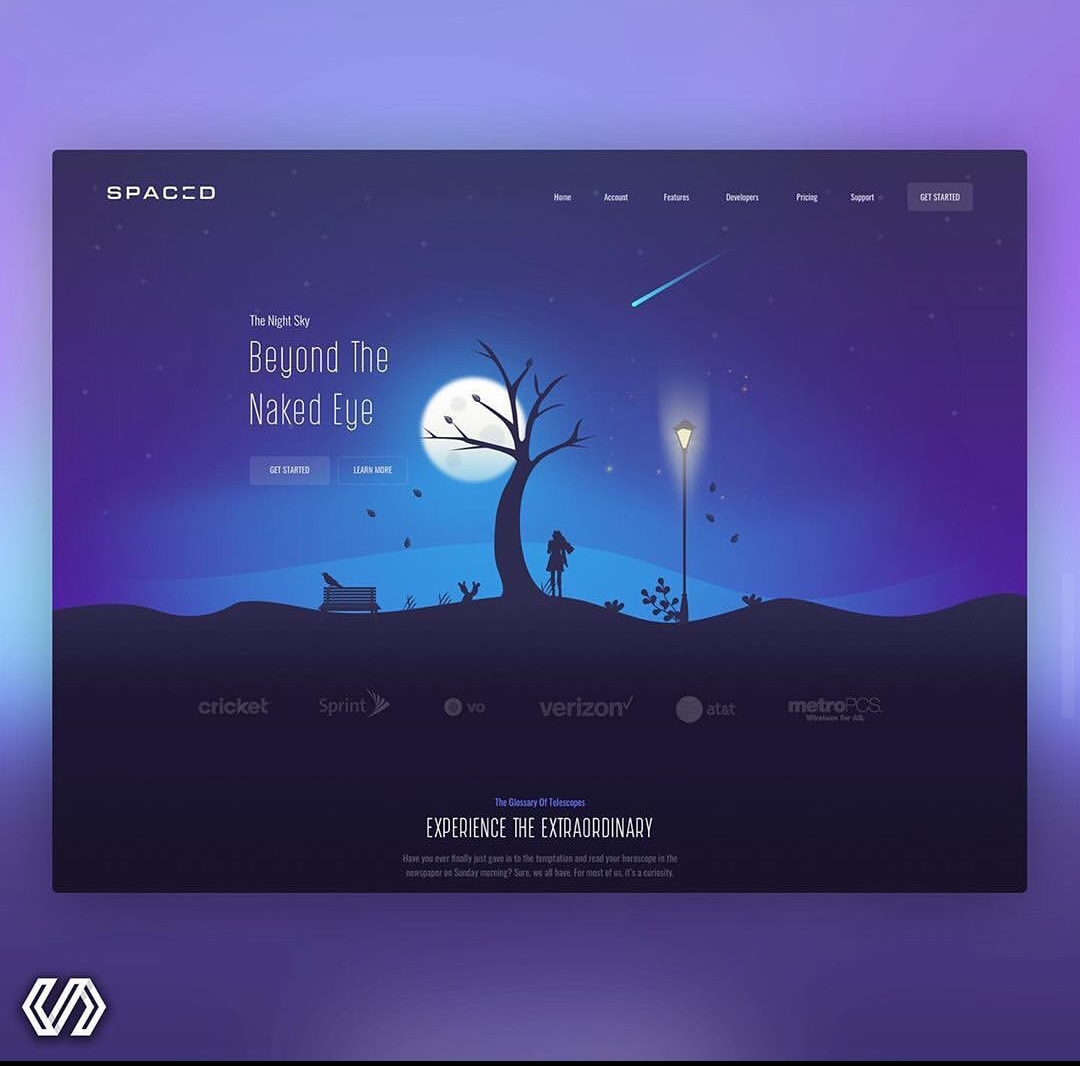 SPACED
Home Account Features Developers Pricing Support GET STARTED
The Night Sky
Beyond The
Naked Eye
GET STARTED LEARN MORE
cricket Sprint vo verizon at&t metroPCS.
Wireless for All.
The Glossary Of Telescopes
EXPERIENCE THE EXTRAORDINARY
Have you ever finally just gave in to the temptation and read your horoscope in the
newspaper on Sunday morning? Sure, we all have. For most of us, it's a curiosity.